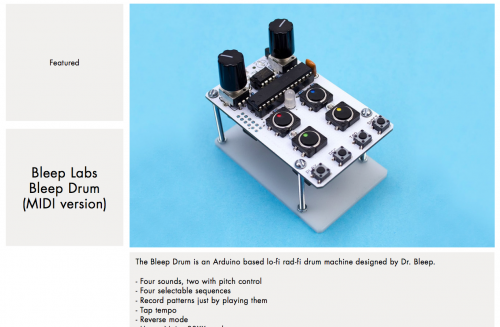 Featured
Bleep Labs
Bleep Drum
(MIDI version)
The Bleep Drum is an Arduino based lo-fi rad-fi drum machine designed by Dr. Bleep.
- Four sounds, two with pitch control
- Four selectable sequences
- Record patterns just by playing them
- Tap tempo
- Reverse mode